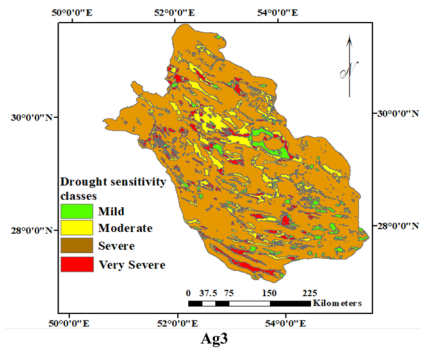 50°0'0"E 52°0'0"E 54°0'0"E
N
30°0'0"N 30°0'0"N
Drought sensitivity
classes
Mild
Moderate
Severe
Very Severe
28°0'0"N 28°0'0"N
0 37.5 75 150 225
Kilometers
50°0'0"E 52°0'0"E 54°0'0"E
Ag3